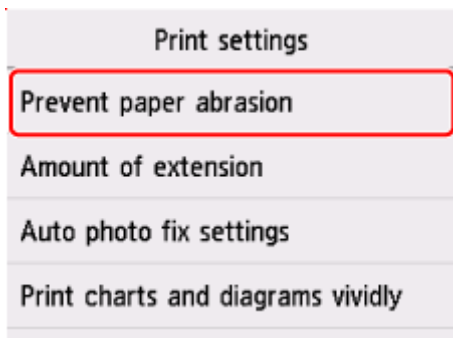 Print settings
Prevent paper abrasion
Amount of extension
Auto photo fix settings
Print charts and diagrams vividly